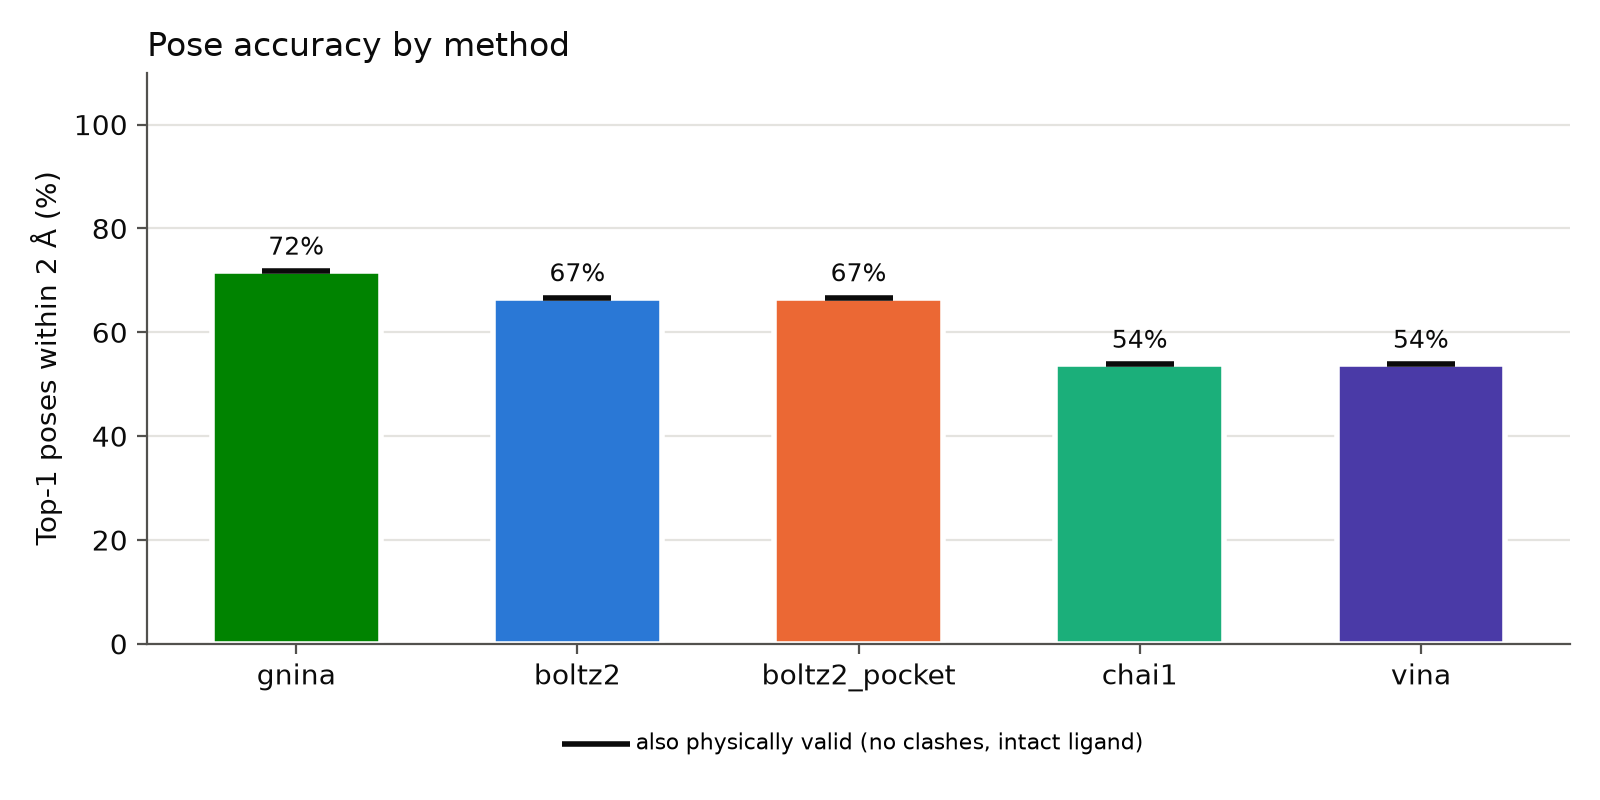 Pose accuracy by method
Top-1 poses within 2 Å (%)
100
80
60
40
20
0
72%
67%
67%
54%
54%
gnina
boltz2
boltz2_pocket
chai1
vina
also physically valid (no clashes, intact ligand)